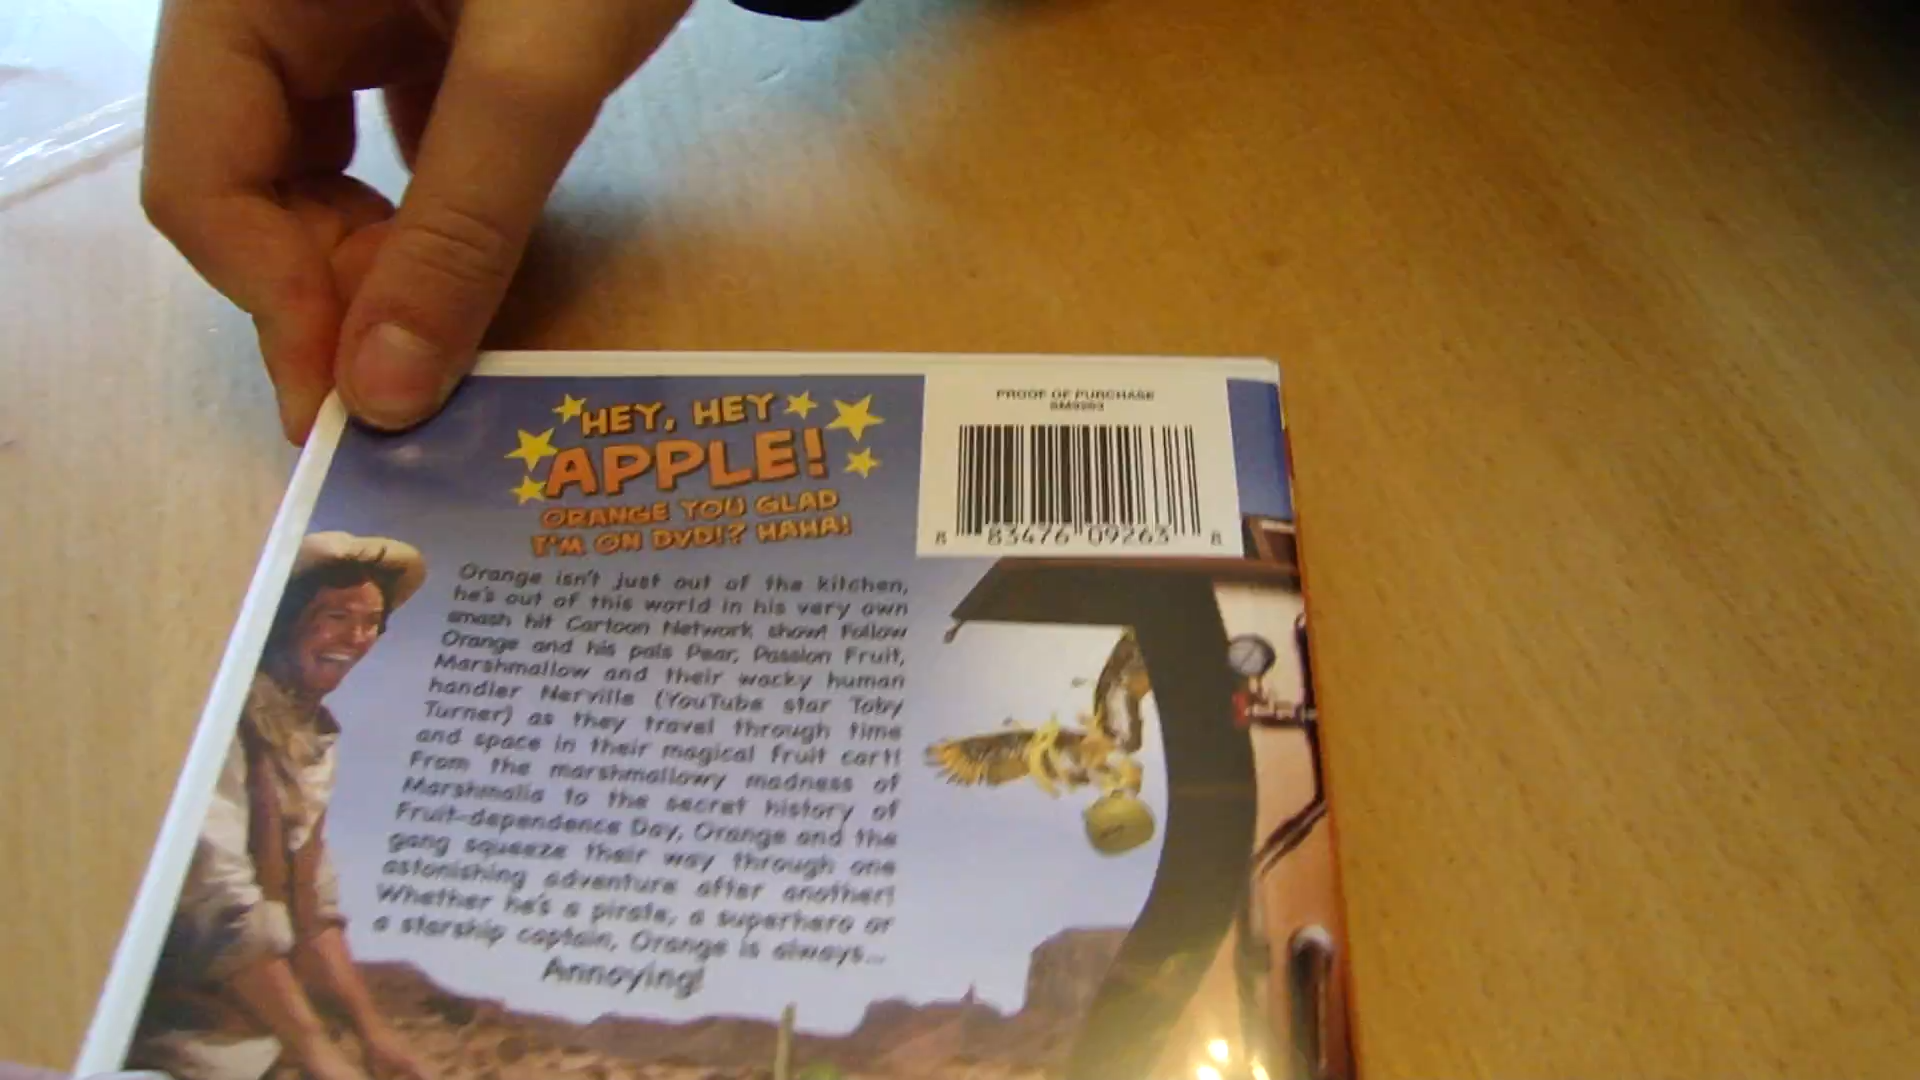 HEY, HEY
APPLE!
ORANGE YOU GLAD
I'M ON DVD!? HAHA!
Orange isn't just out of the kitchen,
he's out of this world in his very own
smash hit Cartoon Network show! Follow
Orange and his pals Pear, Passion Fruit,
Marshmallow and their wacky human
handler Nerville (YouTube star Toby
Turner) as they travel through time
and space in their magical fruit cart!
From the marshmallowy madness of
Marshmalia to the secret history of
Fruit-dependence Day, Orange and the
gang squeeze their way through one
astonishing adventure after another!
Whether he's a pirate, a superhero or
a starship captain, Orange is always...
Annoying!
PROOF OF PURCHASE
8 83476 09263 8